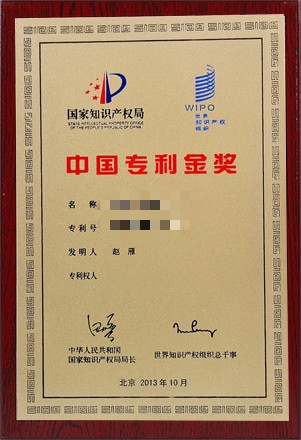 国家知识产权局
STATE INTELLECTUAL PROPERTY OFFICE
OF THE PEOPLE'S REPUBLIC OF CHINA
WIPO
世界
知识产权
组织
中国专利金奖
名称
专利号
发明人 赵雁
专利权人
中华人民共和国
国家知识产权局局长
世界知识产权组织总干事
北京 2013年10月